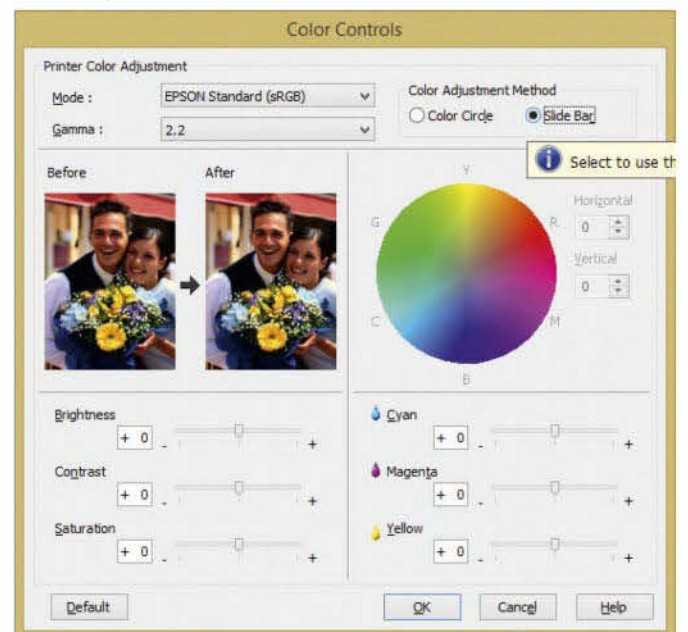 Color Controls
Printer Color Adjustment
Mode : EPSON Standard (sRGB)
Gamma : 2.2
Color Adjustment Method
Color Circle Slide Bar
Select to use th
Before After
Y
G R
C M
B
Horizontal
0
Vertical
0
Brightness
+ 0 - +
Contrast
+ 0 - +
Saturation
+ 0 - +
Cyan
+ 0 - +
Magenta
+ 0 - +
Yellow
+ 0 - +
Default OK Cancel Help